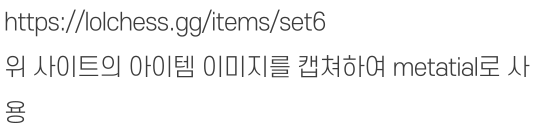 https://lolchess.gg/items/set6
위 사이트의 아이템 이미지를 캡쳐하여 metatial로 사
용